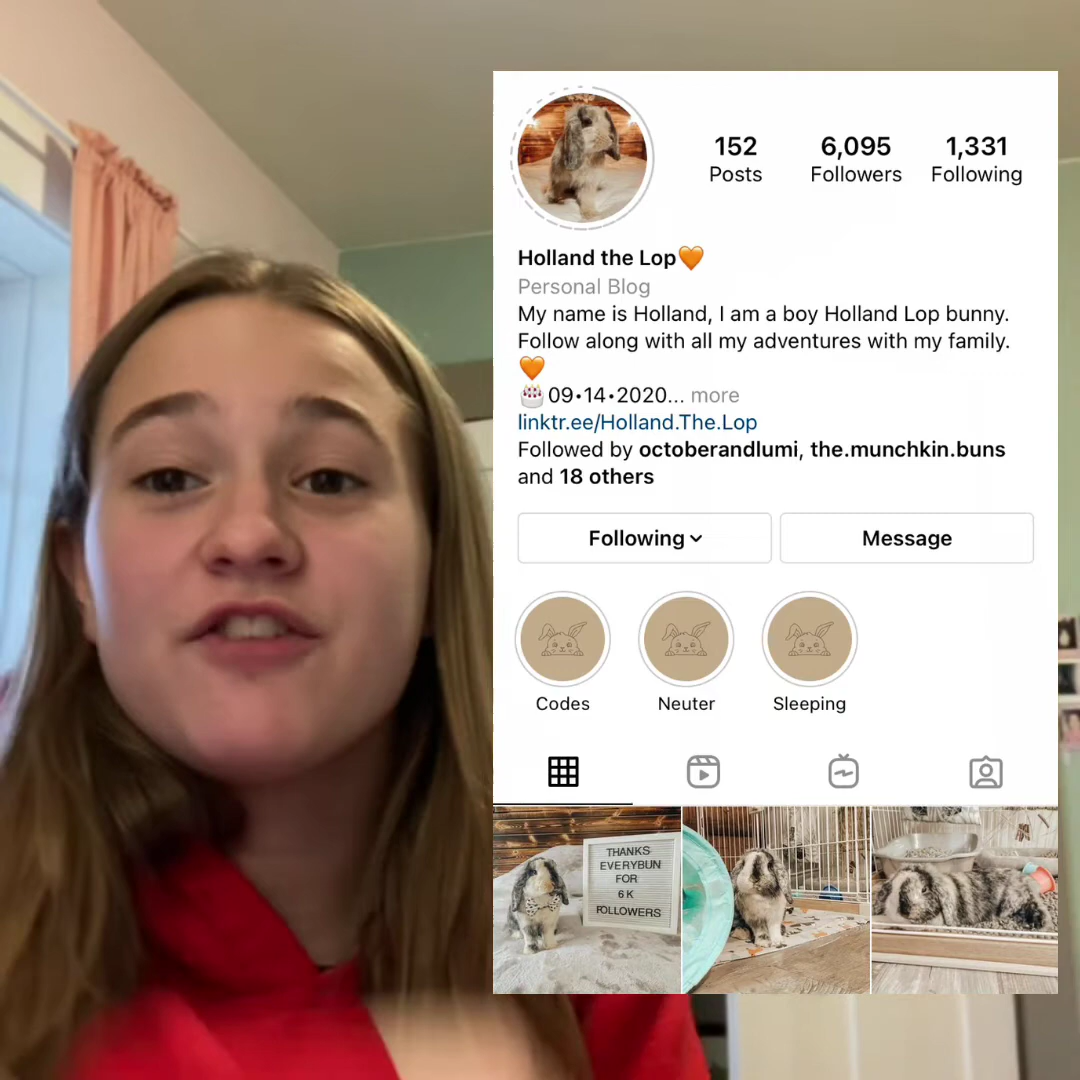 152
Posts
6,095
Followers
1,331
Following
Holland the Lop🧡
Personal Blog
My name is Holland, I am a boy Holland Lop bunny.
Follow along with all my adventures with my family.
🧡
🎂09•14•2020... more
linktr.ee/Holland.The.Lop
Followed by octoberandlumi, the.munchkin.buns
and 18 others
Following
Message
Codes
Neuter
Sleeping
THANKS
EVERYBUN
FOR
6K
FOLLOWERS